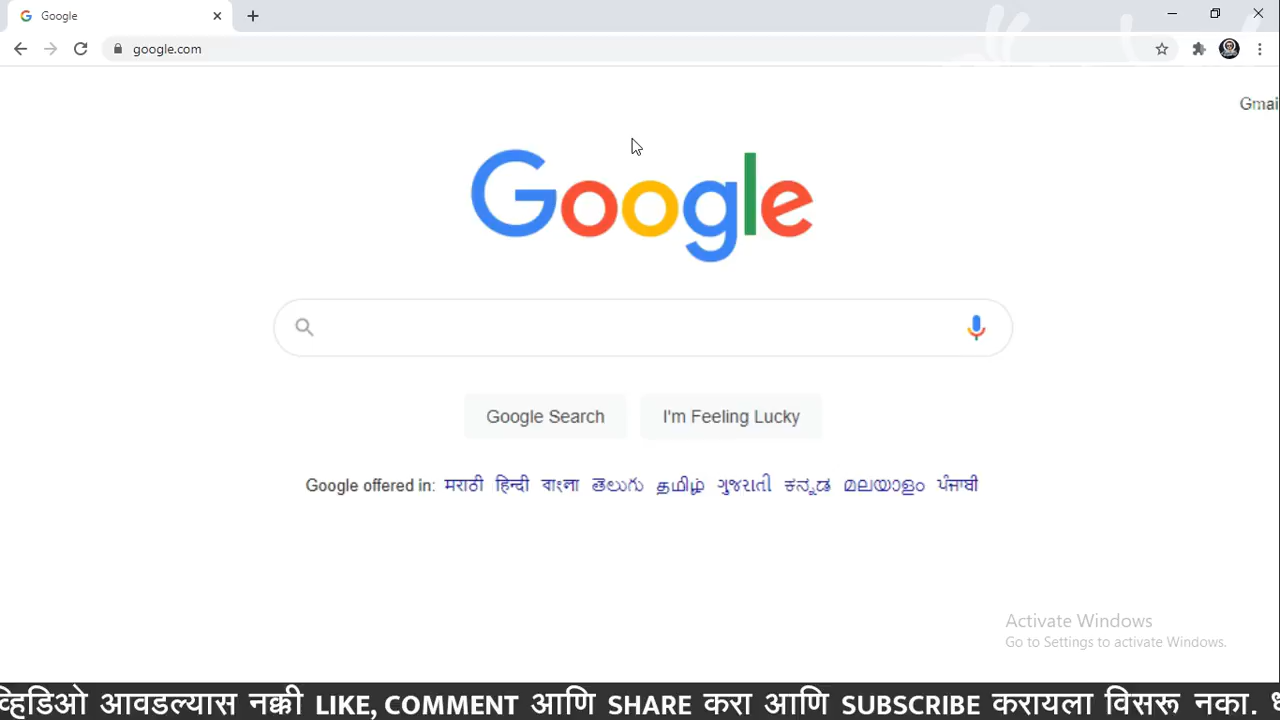 Google
google.com
Gmai
Google
Google Search I'm Feeling Lucky
Google offered in: मराठी हिन्दी বাংলা తెలుగు தமிழ் ગુજરાતી ಕನ್ನಡ മലയാളം ਪੰਜਾਬੀ
Activate Windows
Go to Settings to activate Windows.
व्हिडिओ आवडल्यास नक्की LIKE, COMMENT आणि SHARE करा आणि SUBSCRIBE करायला विसरू नका.